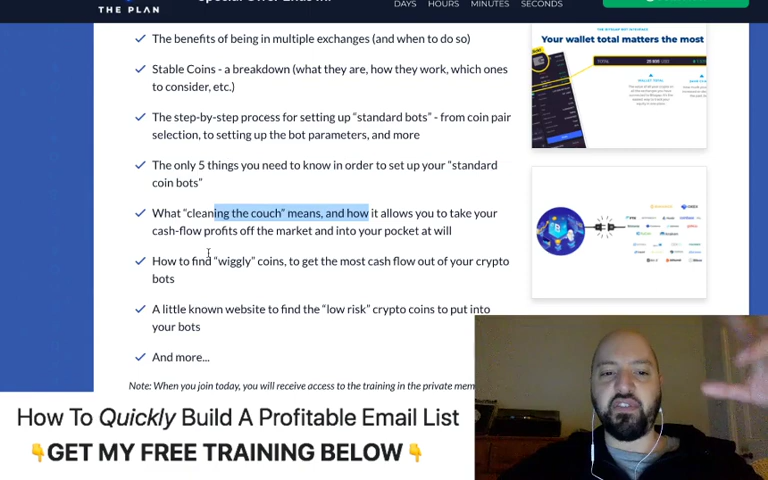 THE PLAN
DAYS HOURS MINUTES SECONDS
The benefits of being in multiple exchanges (and when to do so)
Stable Coins - a breakdown (what they are, how they work, which ones
to consider, etc.)
The step-by-step process for setting up “standard bots” - from coin pair
selection, to setting up the bot parameters, and more
The only 5 things you need to know in order to set up your “standard
coin bots”
What “cleaning the couch” means, and how it allows you to take your
cash-flow profits off the market and into your pocket at will
How to find “wiggly” coins, to get the most cash flow out of your crypto
bots
A little known website to find the “low risk” crypto coins to put into
your bots
And more...
Note: When you join today, you will receive access to the training in the private mem
Your wallet total matters the most
TOTAL
How To Quickly Build A Profitable Email List
GET MY FREE TRAINING BELOW